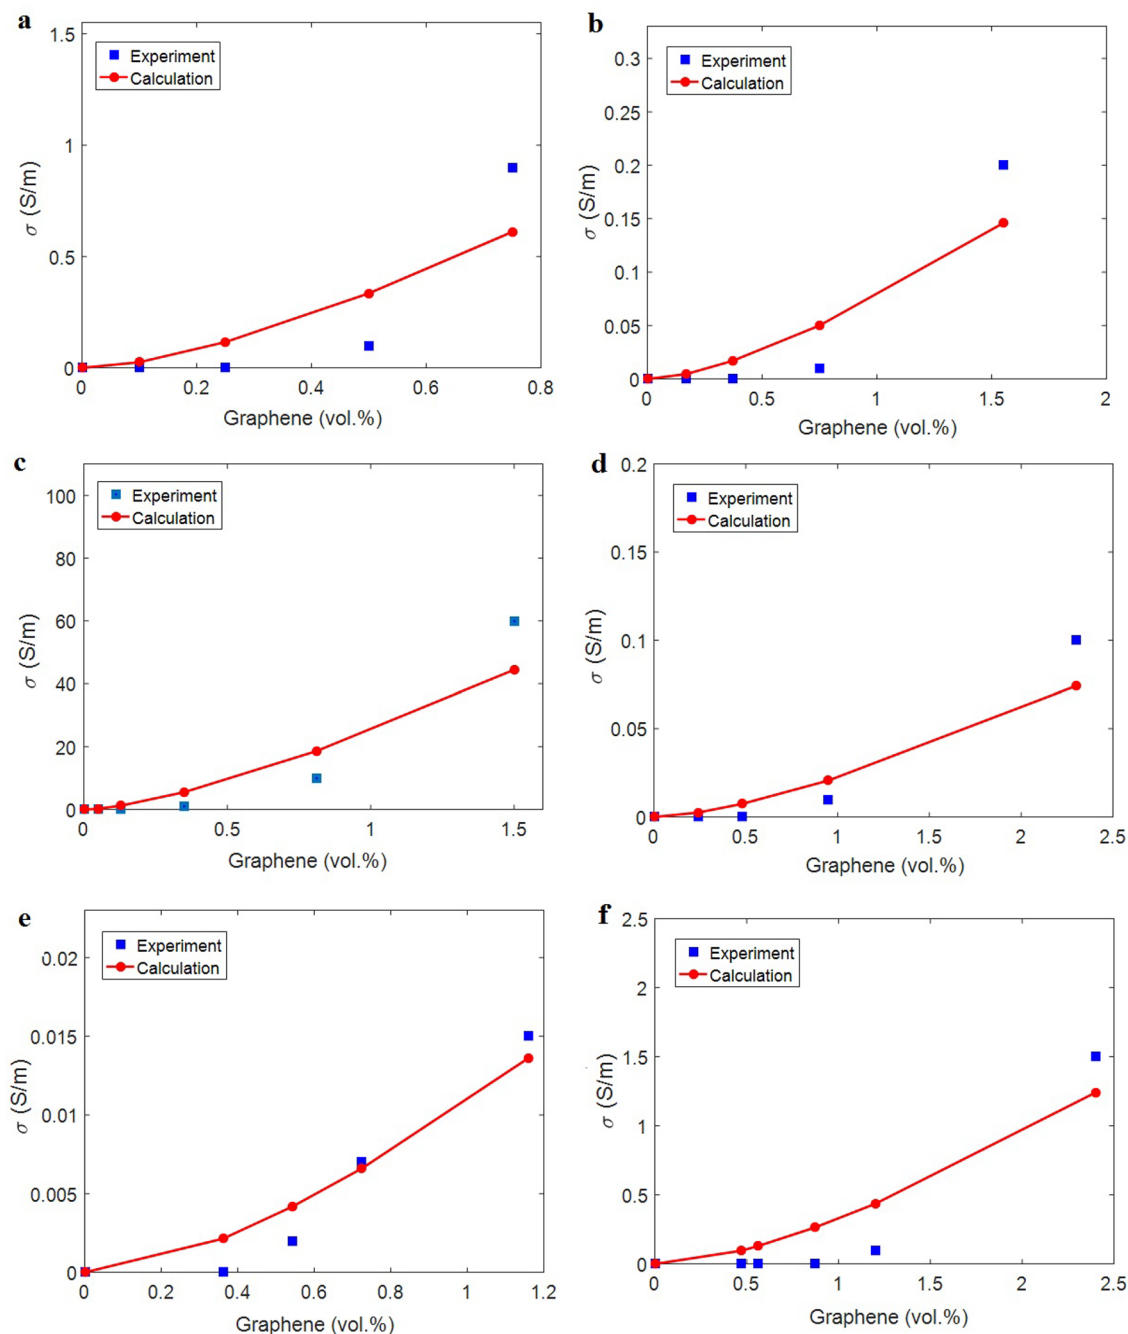 a
1.5
1
0.5
0
Experiment
Calculation
σ (S/m)
0
0.2
0.4
0.6
0.8
Graphene (vol.%)
b
0.3
0.25
0.2
0.15
0.1
0.05
0
Experiment
Calculation
σ (S/m)
0
0.5
1
1.5
2
Graphene (vol.%)
c
100
80
60
40
20
0
Experiment
Calculation
σ (S/m)
0
0.5
1
1.5
Graphene (vol.%)
d
0.2
0.15
0.1
0.05
0
Experiment
Calculation
σ (S/m)
0
0.5
1
1.5
2
2.5
Graphene (vol.%)
e
0.02
0.015
0.01
0.005
0
Experiment
Calculation
σ (S/m)
0
0.2
0.4
0.6
0.8
1
1.2
Graphene (vol.%)
f
2.5
2
1.5
1
0.5
0
Experiment
Calculation
σ (S/m)
0
0.5
1
1.5
2
2.5
Graphene (vol.%)